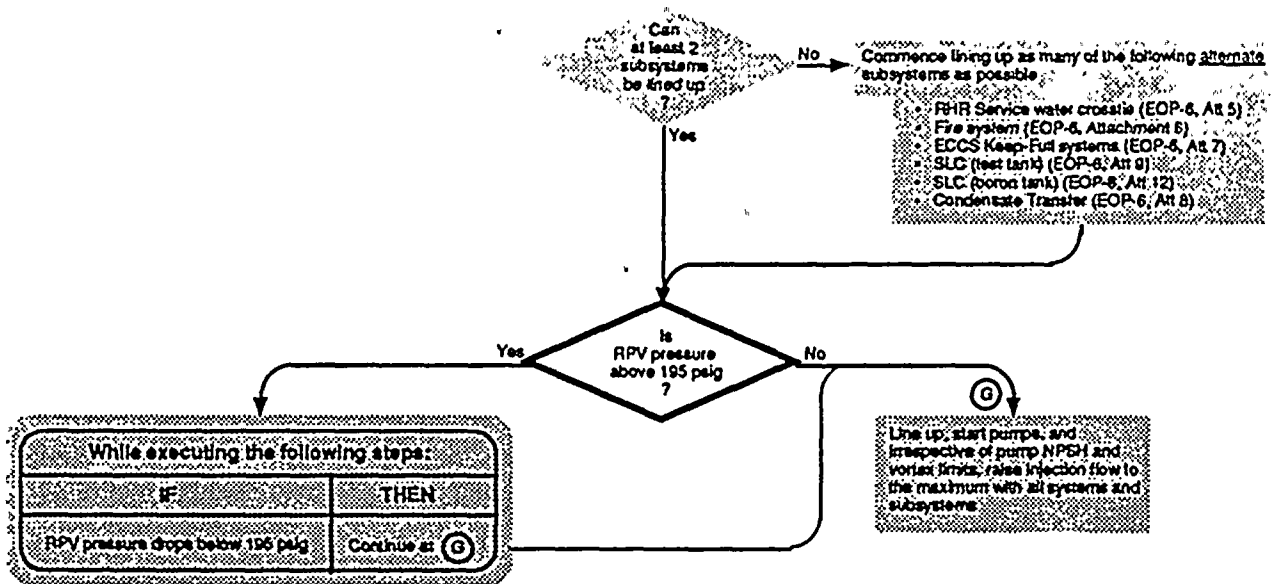 Can
at least 2
subsystems
be lined up
?
No
Yes
Commence lining up as many of the following alternate
subsystems as possible
• RHR Service water crosstie (EOP-6, Att 5)
• Fire system (EOP-6, Attachment 6)
• ECCS Keep-Full systems (EOP-6, Att 7)
• SLC (test tank) (EOP-6, Att 9)
• SLC (boron tank) (EOP-6, Att 12)
• Condensate Transfer (EOP-6, Att 8)
Is
RPV pressure
above 195 psig
?
Yes
No
G
While executing the following steps:
IF
THEN
RPV pressure drops below 195 psig
Continue at G
Line up, start pumps, and
irrespective of pump NPSH and
vortex limits, raise injection flow to
the maximum with all systems and
subsystems